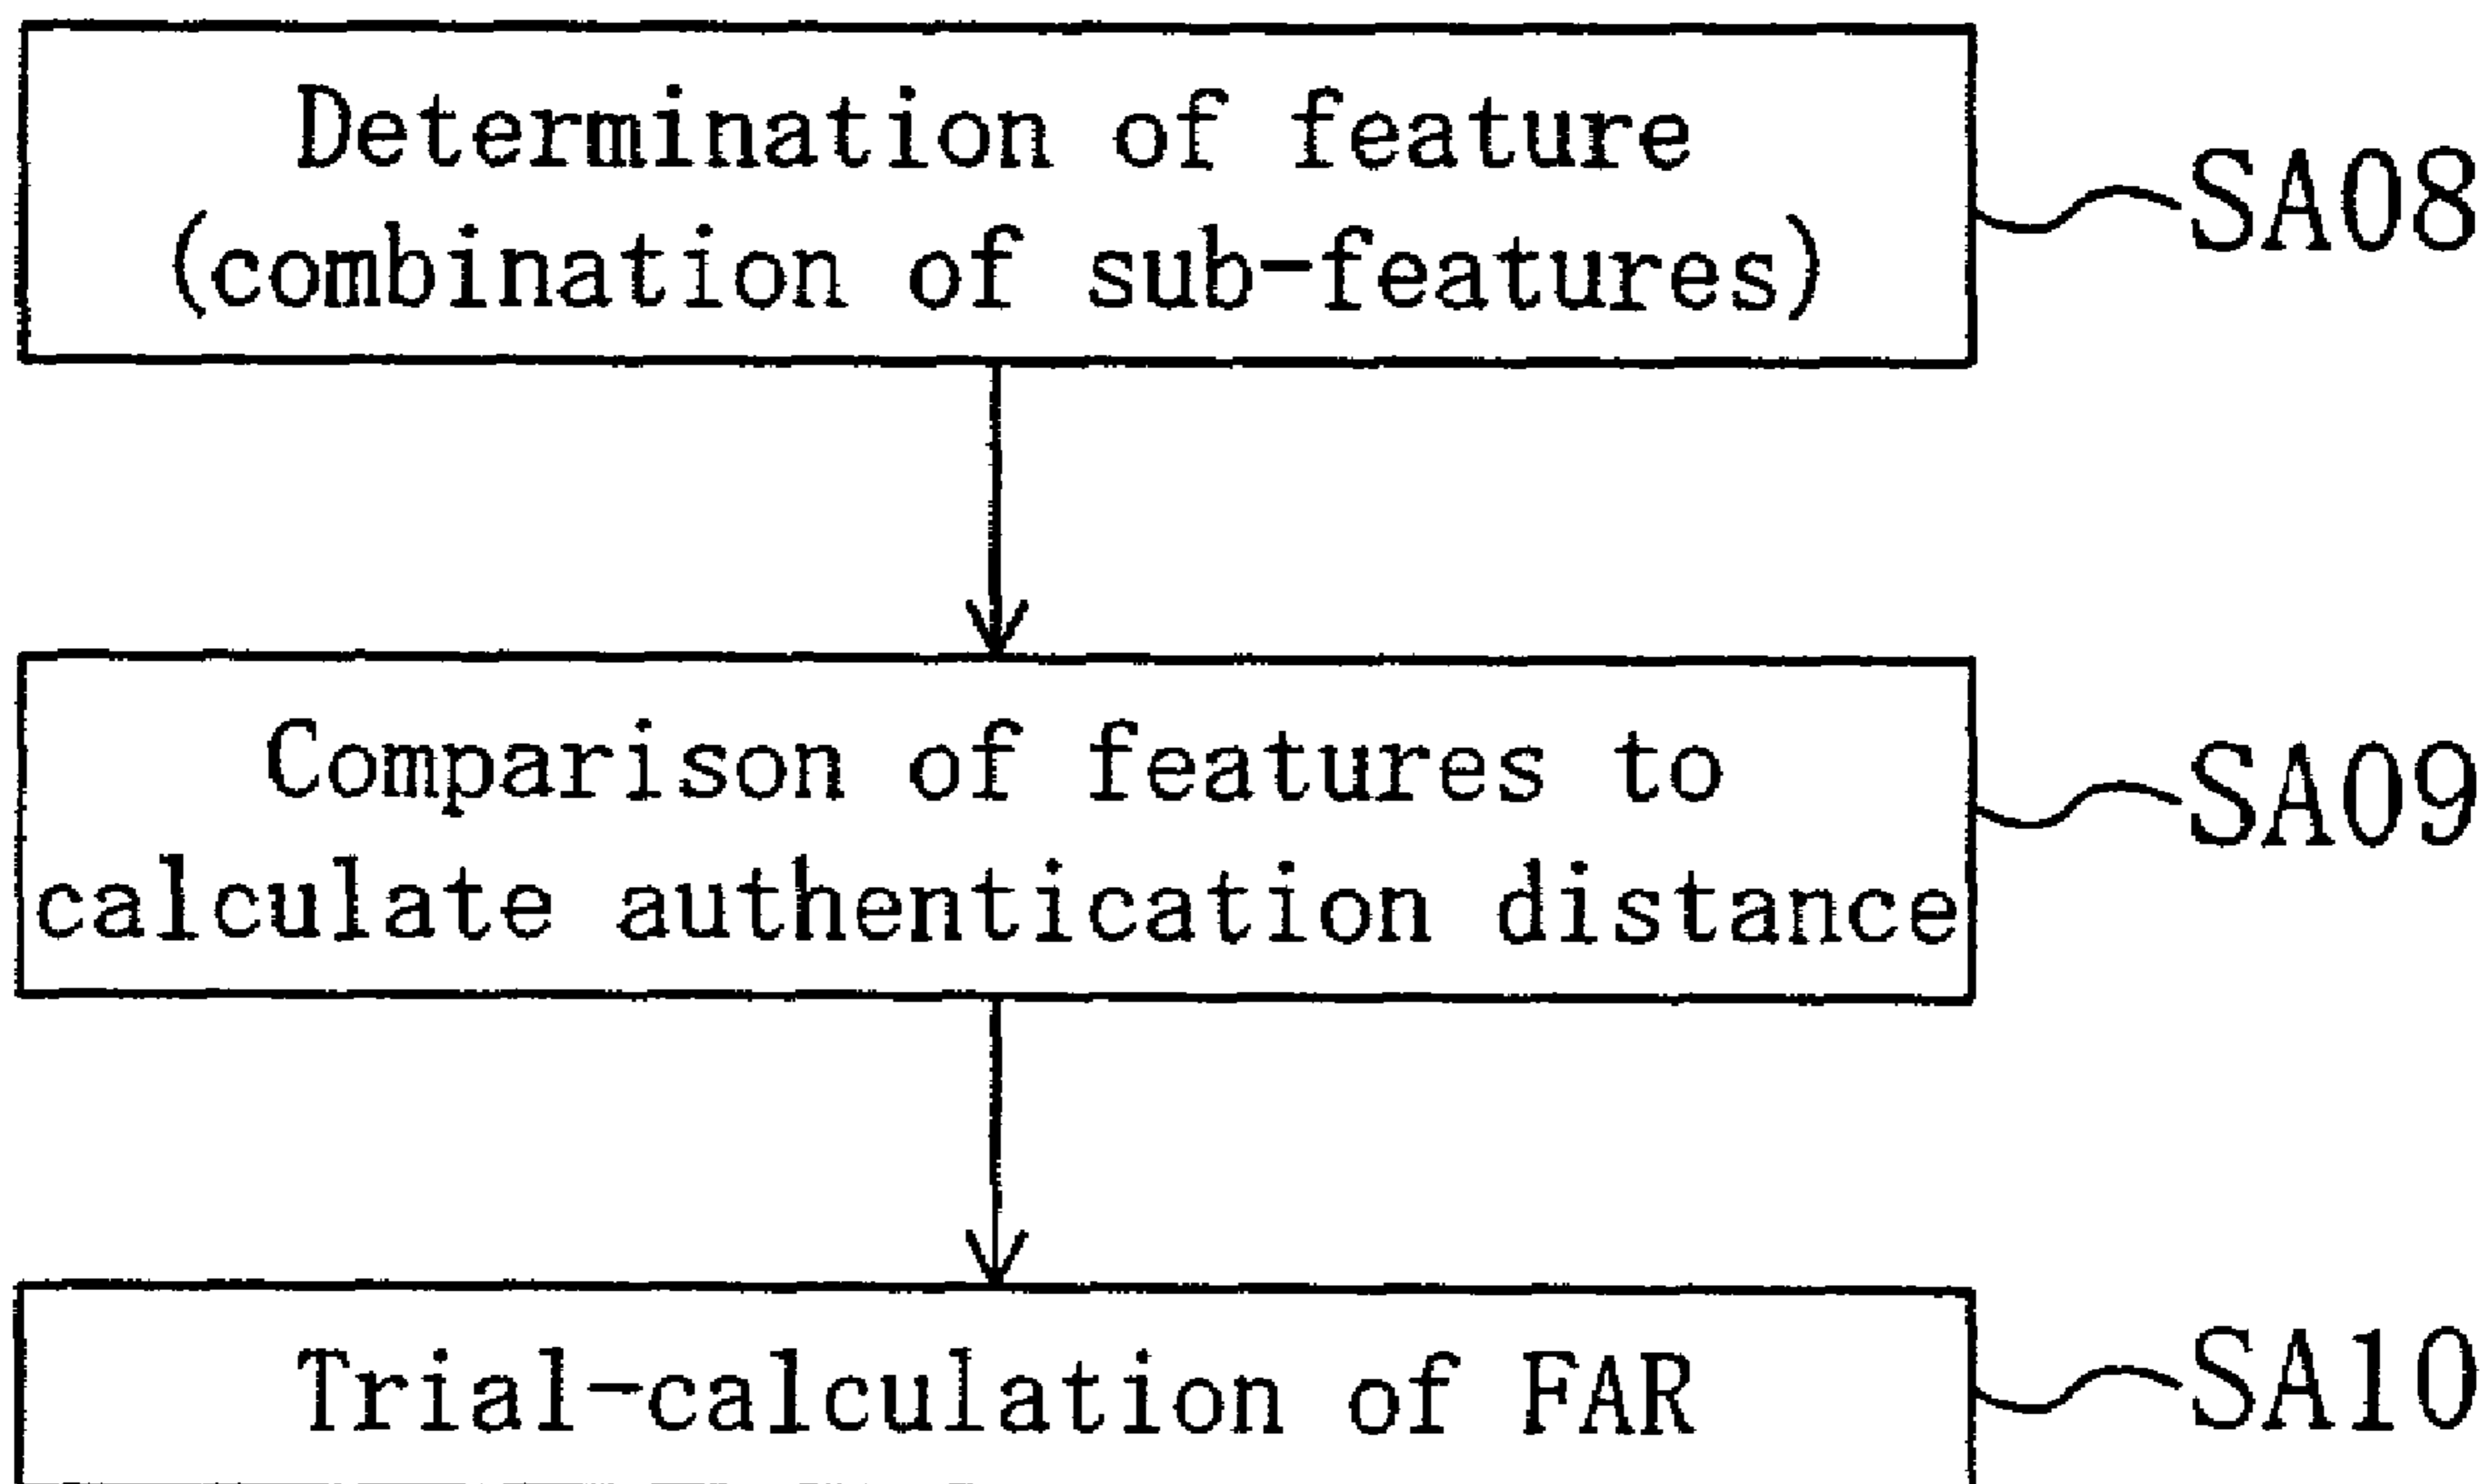 Determination of feature
(combination of sub-features)
SA08
Comparison of features to
calculate authentication distance
SA09
Trial-calculation of FAR
SA10